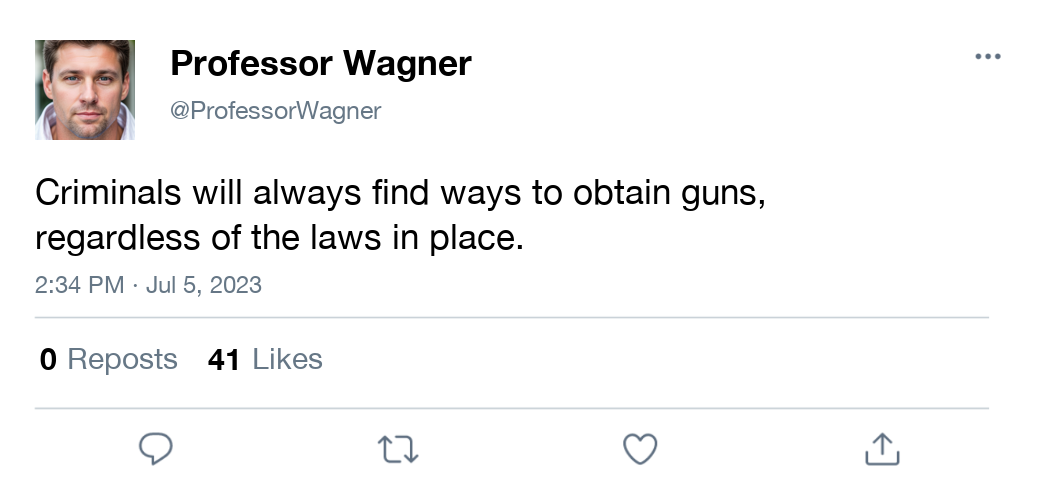 Professor Wagner
@ProfessorWagner
Criminals will always find ways to obtain guns,
regardless of the laws in place.
2:34 PM · Jul 5, 2023
0 Reposts 41 Likes